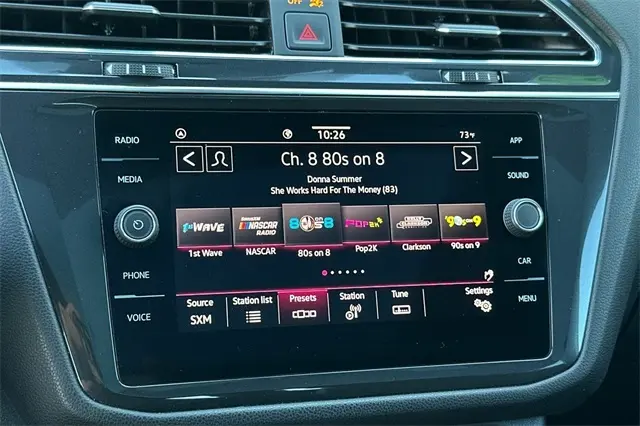 OFF
RADIO
MEDIA
PHONE
VOICE
10:26
73°F
Ch. 8 80s on 8
Donna Summer
She Works Hard For The Money (83)
1st WAVE
NASCAR RADIO
80s on 8
POP2K
KELLY CLARKSON
90s on 9
1st Wave
NASCAR
80s on 8
Pop2K
Clarkson
90s on 9
Source
SXM
Station list
Presets
Station
Tune
Settings
APP
SOUND
CAR
MENU